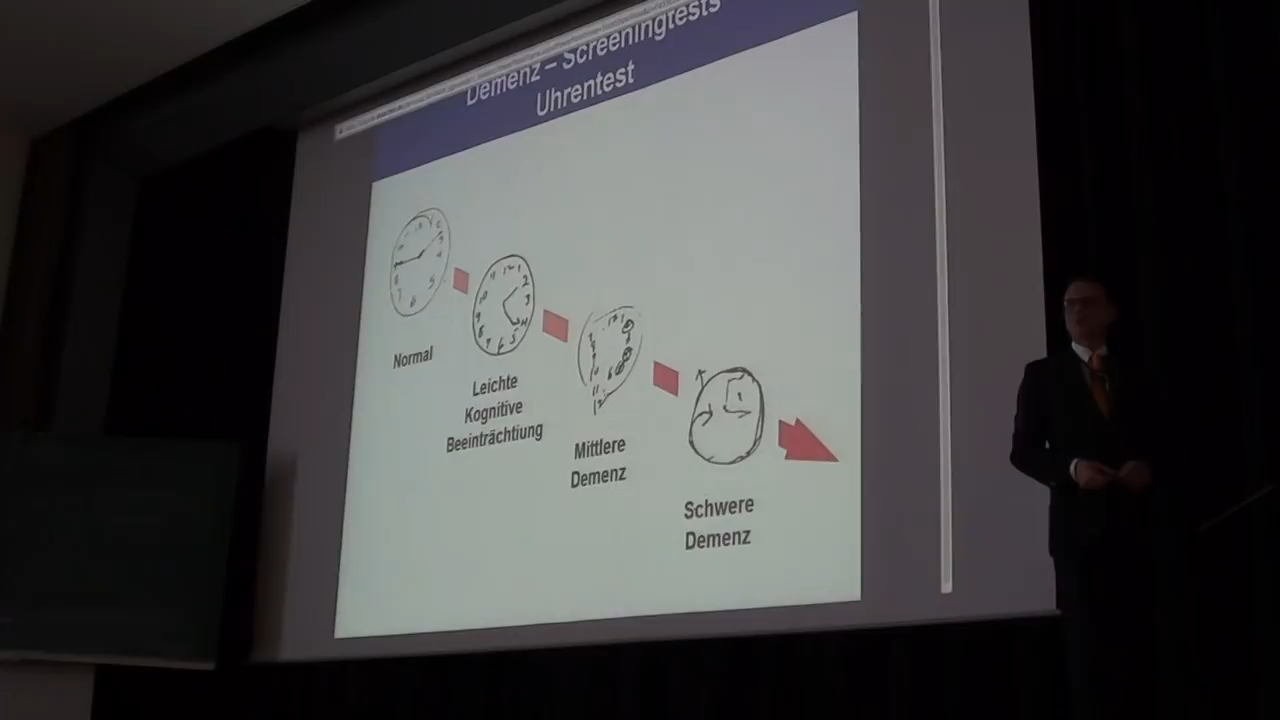 Demenz – Screeningtests
Uhrentest
Normal
Leichte
Kognitive
Beeinträchtiung
Mittlere
Demenz
Schwere
Demenz